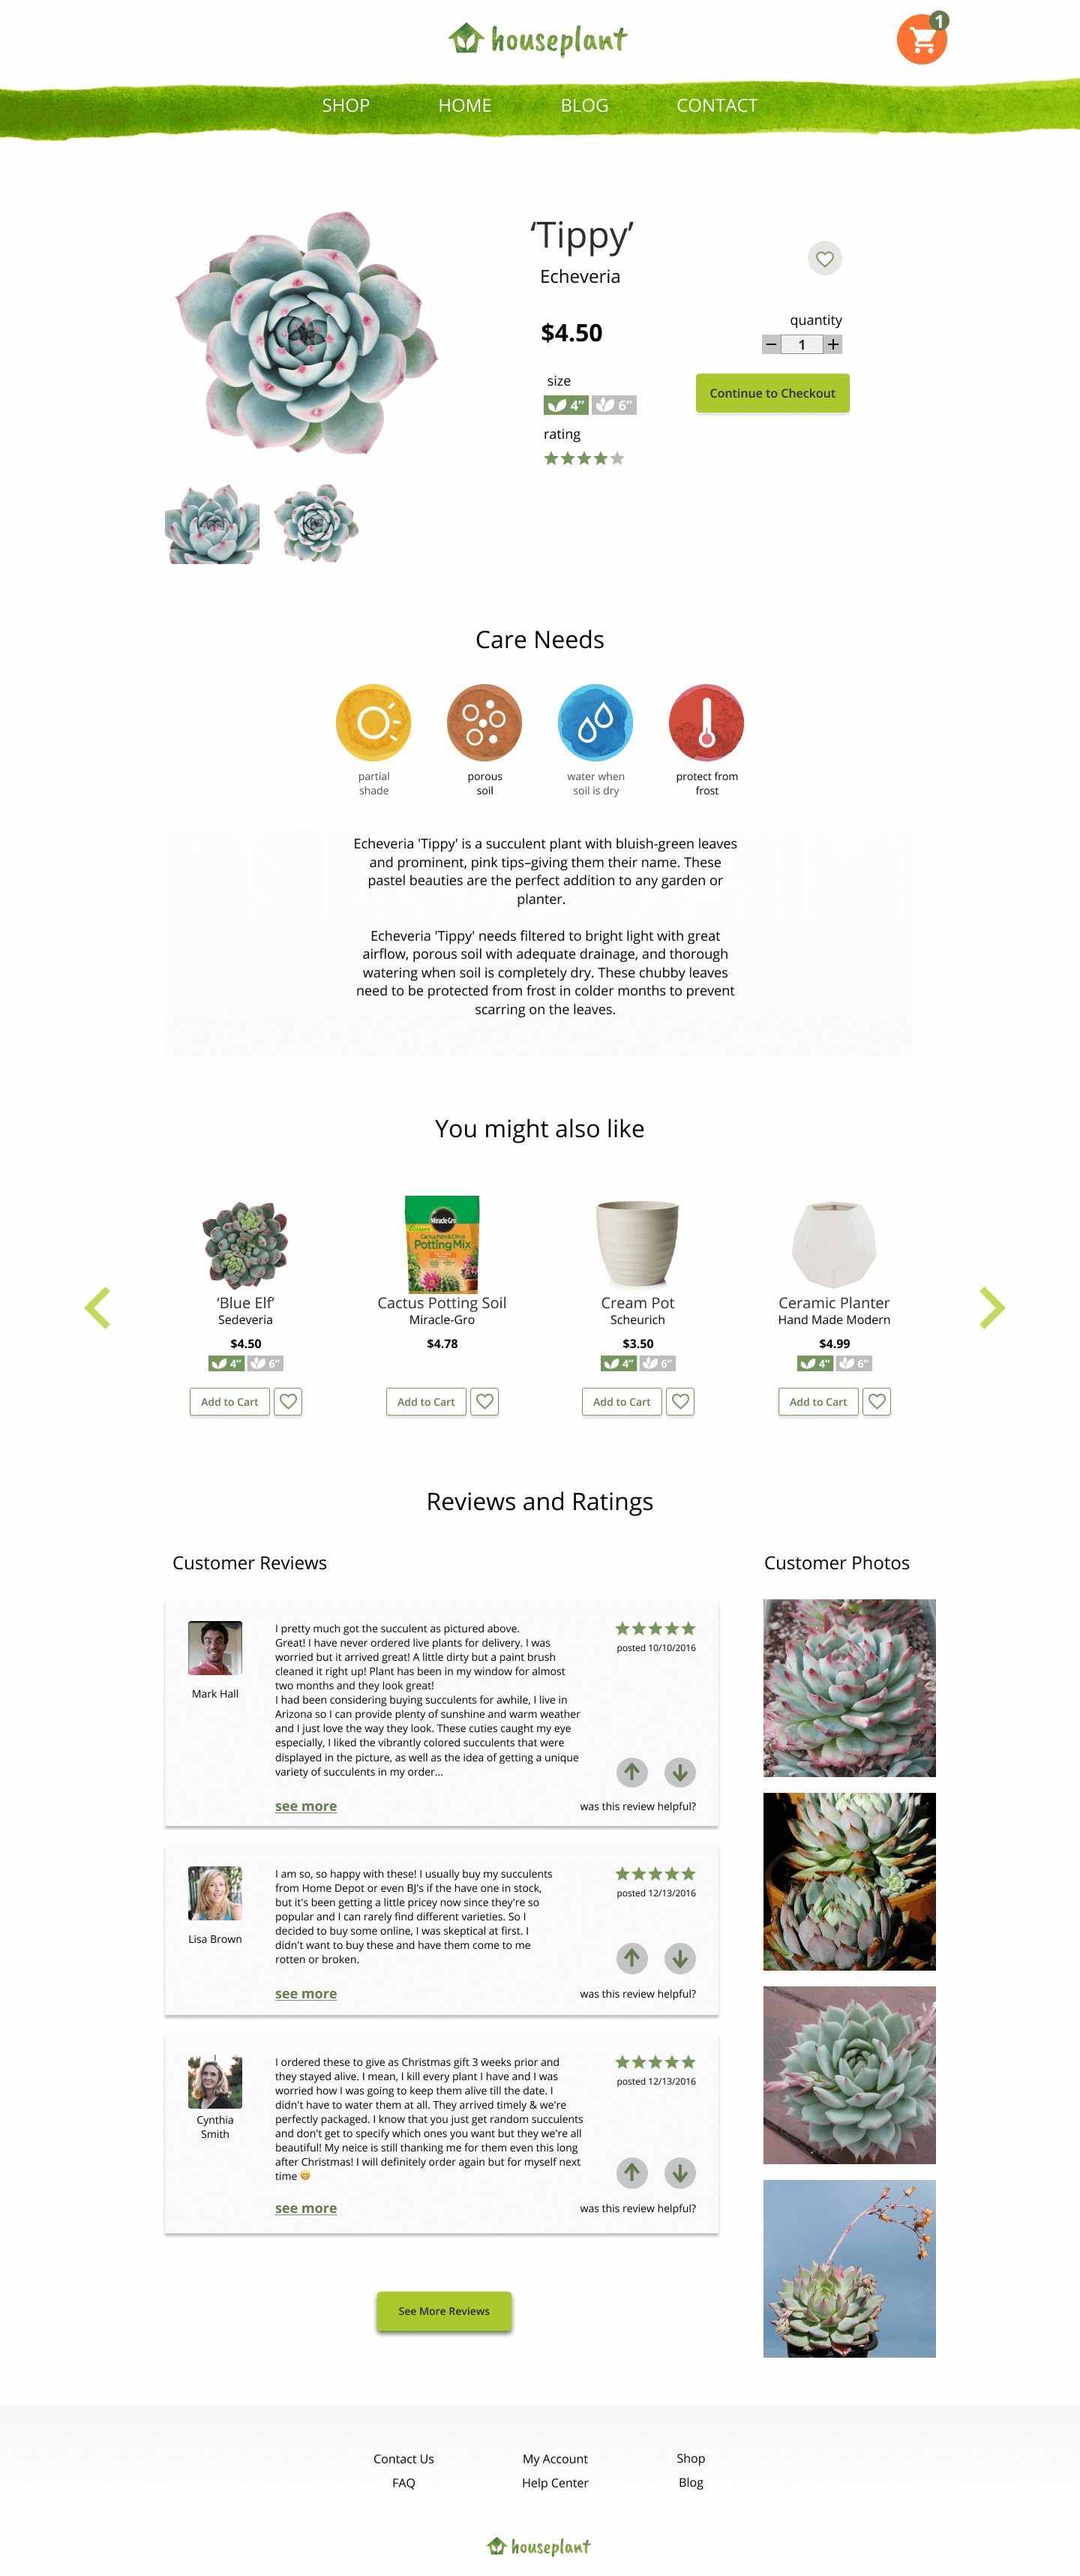 houseplant
1
SHOP HOME BLOG CONTACT
‘Tippy’
Echeveria
$4.50
quantity
1
size
4” 6”
Continue to Checkout
rating
Care Needs
partial
shade
porous
soil
water when
soil is dry
protect from
frost
Echeveria 'Tippy' is a succulent plant with bluish-green leaves
and prominent, pink tips–giving them their name. These
pastel beauties are the perfect addition to any garden or
planter.
Echeveria 'Tippy' needs filtered to bright light with great
airflow, porous soil with adequate drainage, and thorough
watering when soil is completely dry. These chubby leaves
need to be protected from frost in colder months to prevent
scarring on the leaves.
You might also like
‘Blue Elf’
Sedeveria
$4.50
4” 6”
Add to Cart
Miracle-Gro
Cactus, Palm & Citrus
Potting Mix
Cactus Potting Soil
Miracle-Gro
$4.78
Add to Cart
Cream Pot
Scheurich
$3.50
4” 6”
Add to Cart
Ceramic Planter
Hand Made Modern
$4.99
4” 6”
Add to Cart
Reviews and Ratings
Customer Reviews
Mark Hall
I pretty much got the succulent as pictured above.
Great! I have never ordered live plants for delivery. I was
worried but it arrived great! A little dirty but a paint brush
cleaned it right up! Plant has been in my window for almost
two months and they look great!
I had been considering buying succulents for awhile, I live in
Arizona so I can provide plenty of sunshine and warm weather
and I just love the way they look. These cuties caught my eye
especially, I liked the vibrantly colored succulents that were
displayed in the picture, as well as the idea of getting a unique
variety of succulents in my order...
see more
posted 10/10/2016
was this review helpful?
Lisa Brown
I am so, so happy with these! I usually buy my succulents
from Home Depot or even BJ's if the have one in stock,
but it's been getting a little pricey now since they're so
popular and I can rarely find different varieties. So I
decided to buy some online, I was skeptical at first. I
didn't want to buy these and have them come to me
rotten or broken.
see more
posted 12/13/2016
was this review helpful?
Cynthia
Smith
I ordered these to give as Christmas gift 3 weeks prior and
they stayed alive. I mean, I kill every plant I have and I was
worried how I was going to keep them alive till the date. I
didn't have to water them at all. They arrived timely & we're
perfectly packaged. I know that you just get random succulents
and don't get to specify which ones you want but they we're all
beautiful! My neice is still thanking me for them even this long
after Christmas! I will definitely order again but for myself next
time 😊
see more
posted 12/13/2016
was this review helpful?
See More Reviews
Customer Photos
Contact Us
FAQ
My Account
Help Center
Shop
Blog
houseplant